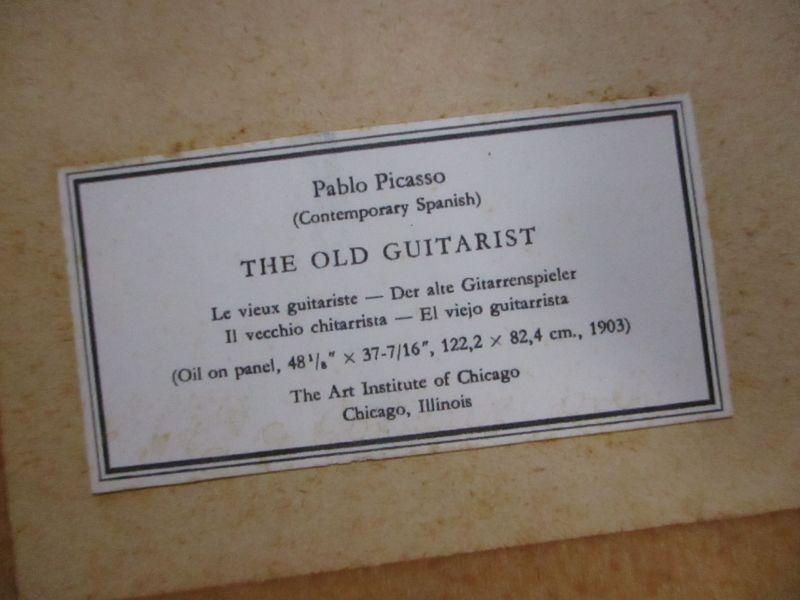 Pablo Picasso
(Contemporary Spanish)
THE OLD GUITARIST
Le vieux guitariste — Der alte Gitarrenspieler
Il vecchio chitarrista — El viejo guitarrista
(Oil on panel, 48⅛″ × 37-7/16″, 122,2 × 82,4 cm., 1903)
The Art Institute of Chicago
Chicago, Illinois